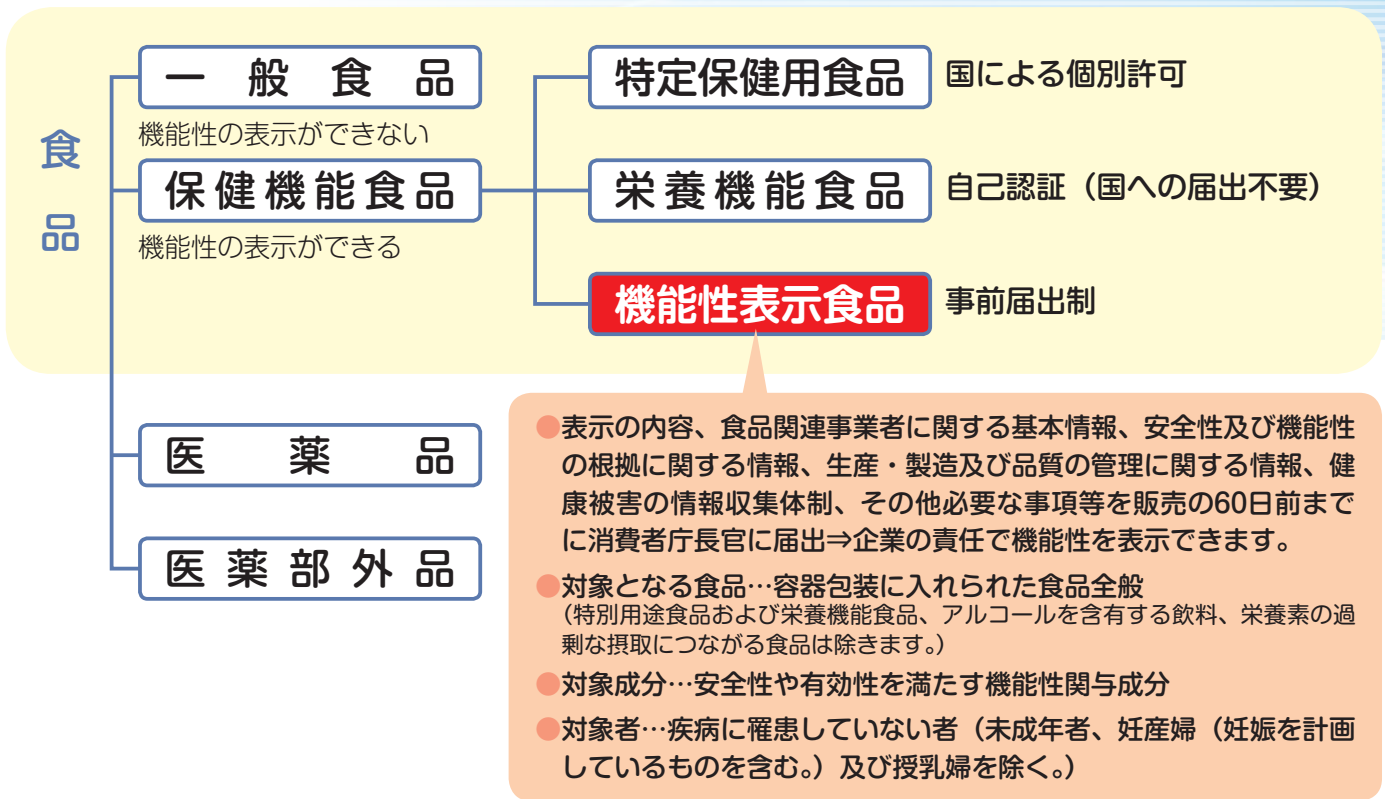 食品
一般食品
機能性の表示ができない
保健機能食品
機能性の表示ができる
特定保健用食品
国による個別許可
栄養機能食品
自己認証（国への届出不要）
機能性表示食品
事前届出制
医薬品
医薬部外品
●表示の内容、食品関連事業者に関する基本情報、安全性及び機能性
の根拠に関する情報、生産・製造及び品質の管理に関する情報、健
康被害の情報収集体制、その他必要な事項等を販売の60日前まで
に消費者庁長官に届出⇒企業の責任で機能性を表示できます。
●対象となる食品…容器包装に入れられた食品全般
（特別用途食品および栄養機能食品、アルコールを含有する飲料、栄養素の過
剰な摂取につながる食品は除きます。）
●対象成分…安全性や有効性を満たす機能性関与成分
●対象者…疾病に罹患していない者（未成年者、妊産婦（妊娠を計画
しているものを含む。）及び授乳婦を除く。）